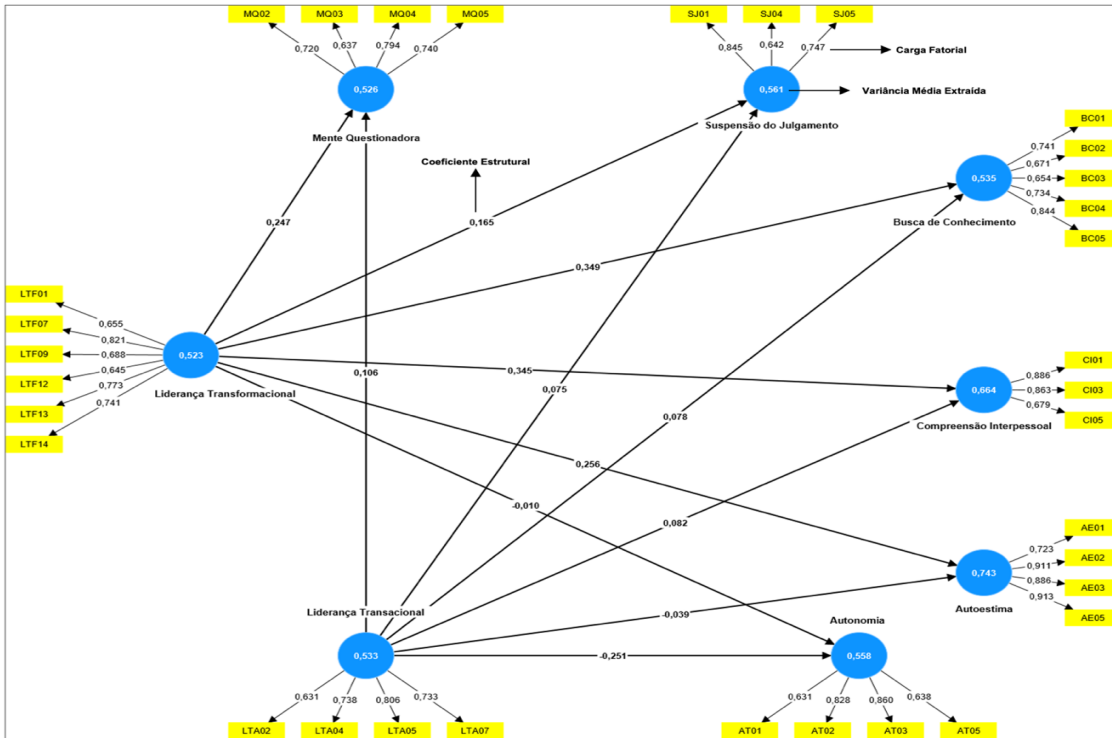 MQ02 MQ03 MQ04 MQ05
0,720 0,637 0,794 0,740
0,526
Mente Questionadora
SJ01 SJ04 SJ05
0,845 0,642 0,747
Carga Fatorial
0,561
Variância Média Extraída
Suspensão do Julgamento
Coeficiente Estrutural
BC01
BC02
BC03
BC04
BC05
0,741
0,671
0,654
0,734
0,844
0,535
Busca de Conhecimento
0,247
0,165
0,349
LTF01
LTF07
LTF09
LTF12
LTF13
LTF14
0,655
0,821
0,688
0,645
0,773
0,741
0,523
Liderança Transformacional
0,106
0,345
0,075
0,078
CI01
CI03
CI05
0,886
0,863
0,679
0,664
Compreensão Interpessoal
0,256
-0,010
0,082
AE01
AE02
AE03
AE05
0,723
0,911
0,886
0,913
0,743
Autoestima
Liderança Transacional
0,533
-0,039
-0,251
Autonomia
0,558
0,631 0,738 0,806 0,733
LTA02 LTA04 LTA05 LTA07
0,631 0,828 0,860 0,638
AT01 AT02 AT03 AT05